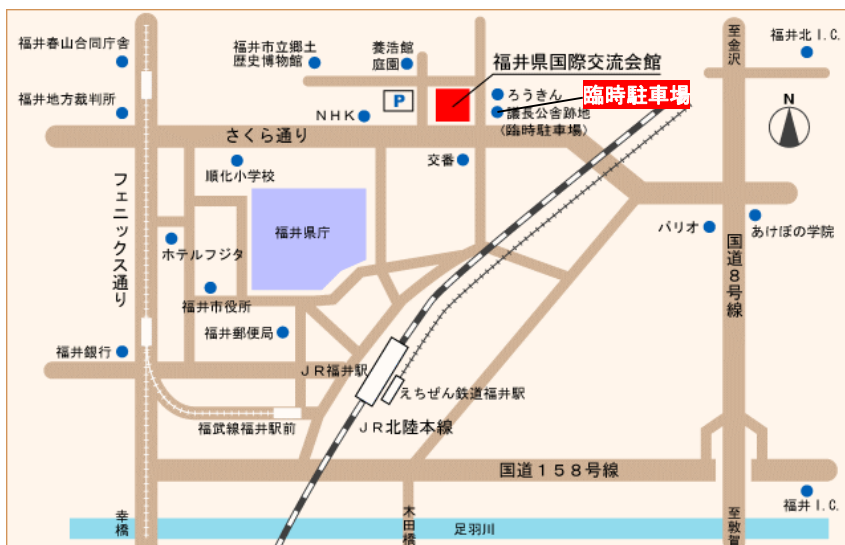 福井春山合同庁舎
福井市立郷土
歴史博物館
養浩館
庭園
福井県国際交流会館
至金沢
福井北I.C.
福井地方裁判所
P
NHK
ろうきん
臨時駐車場
議長公舎跡地
(臨時駐車場)
N
さくら通り
交番
順化小学校
フェニックス通り
福井県庁
ホテルフジタ
パリオ
あけぼの学院
国道8号線
福井市役所
福井郵便局
福井銀行
JR福井駅
えちぜん鉄道福井駅
福武線福井駅前
JR北陸本線
国道158号線
福井I.C.
幸橋
木田橋
足羽川
至敦賀